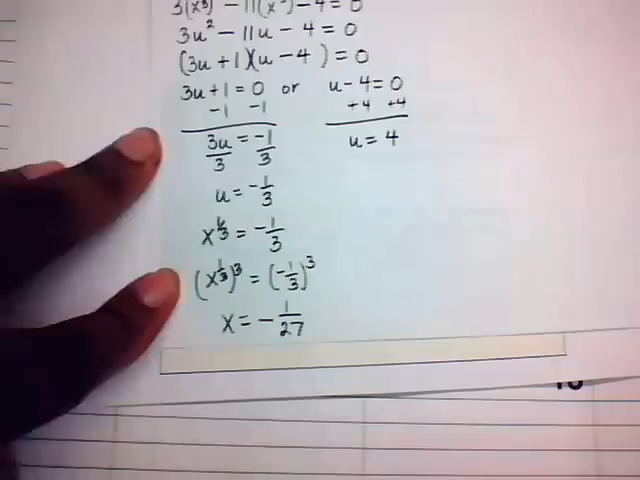 3u² - 11u - 4 = 0
(3u + 1)(u - 4) = 0
3u + 1 = 0 or u - 4 = 0
-1 -1 +4 +4
3u/3 = -1/3 u = 4
u = -1/3
x^1/3 = -1/3
(x^1/3)^3 = (-1/3)^3
x = -1/27